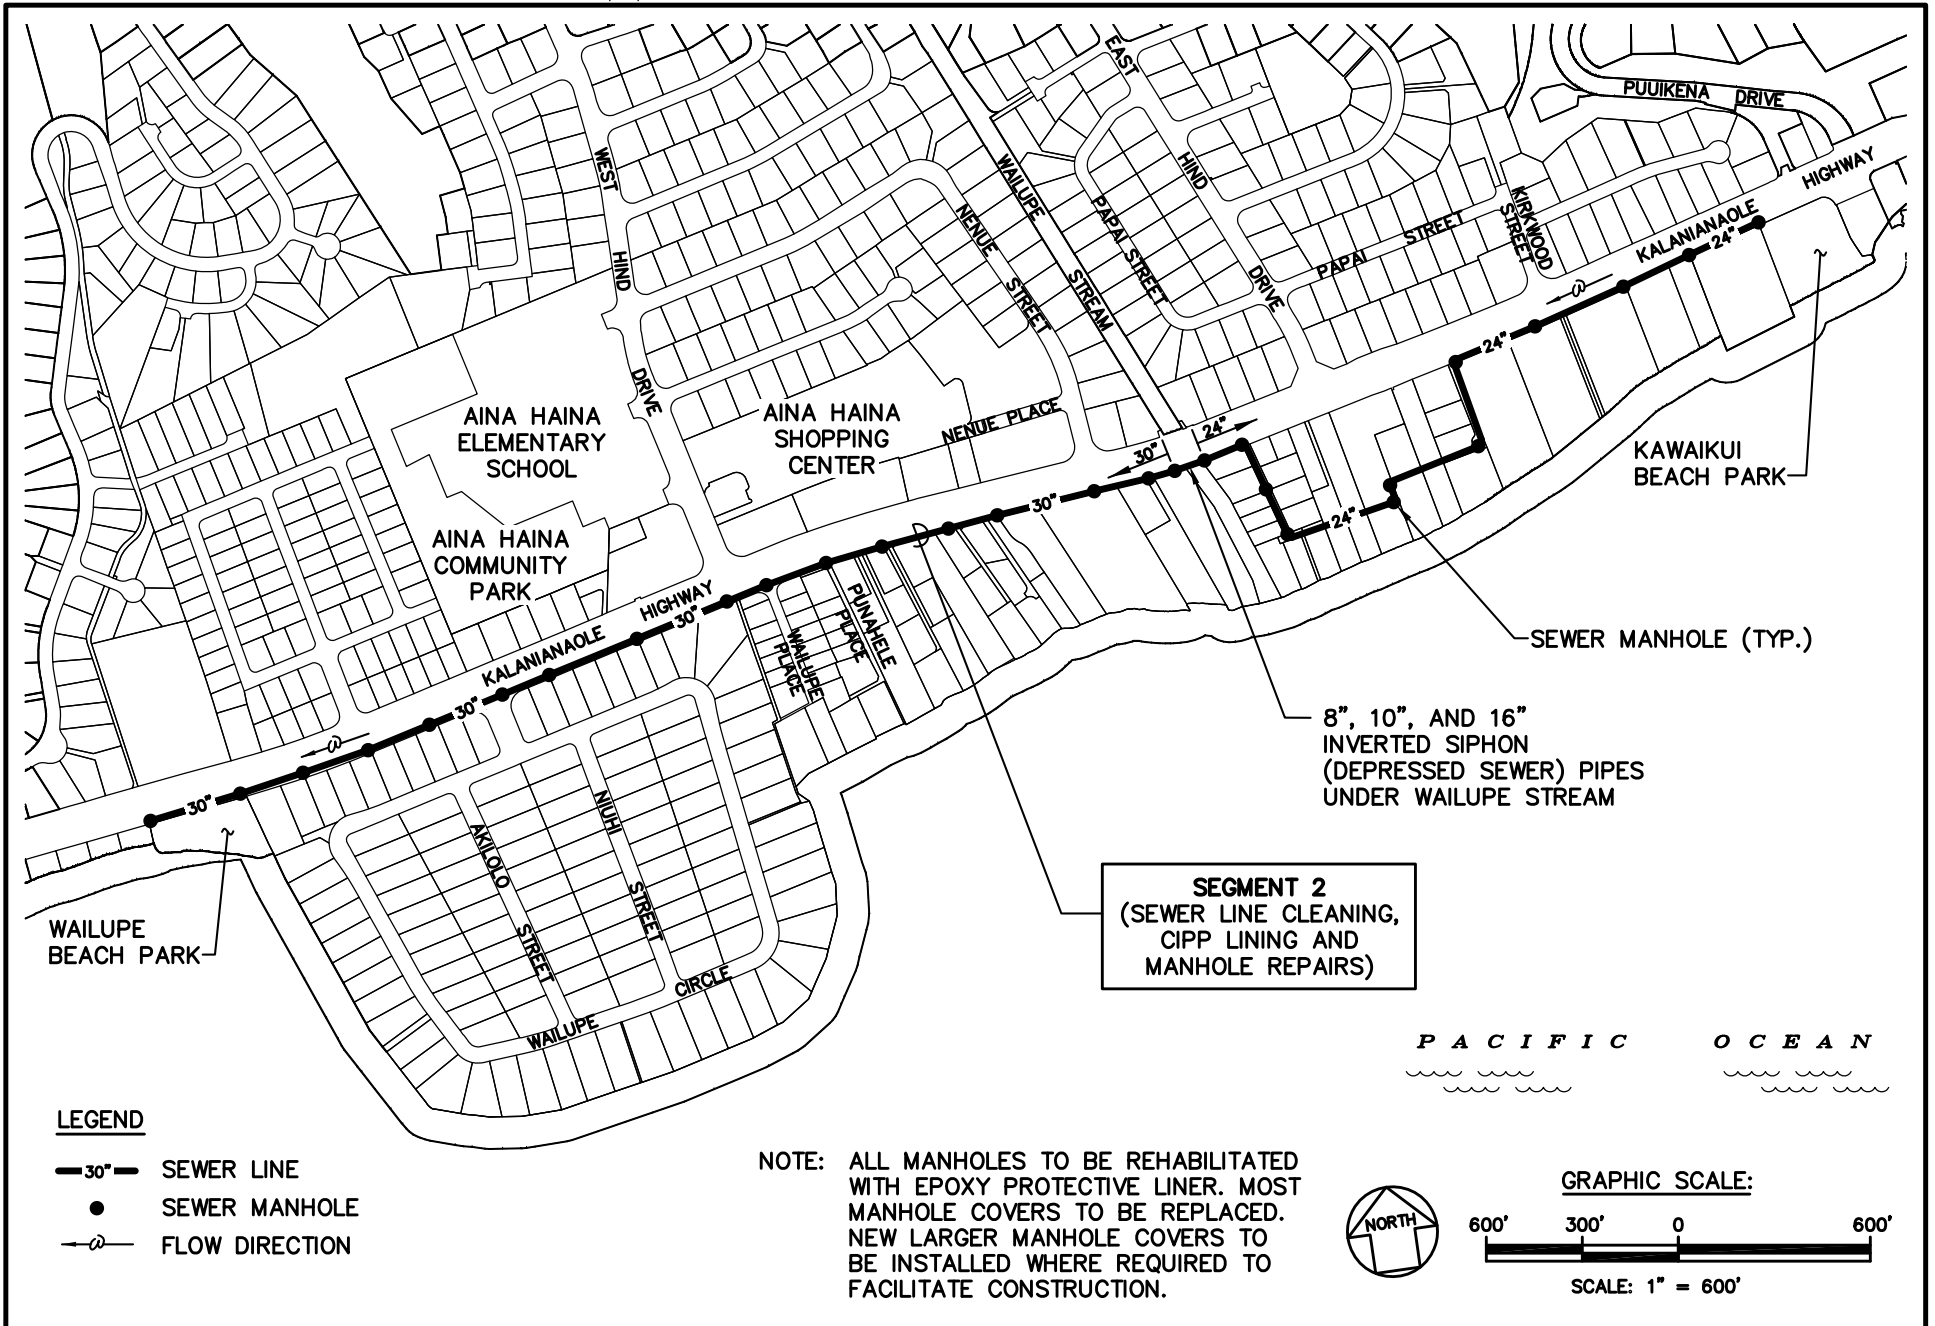 EAST
PUUIKENA DRIVE
HIGHWAY
KALANIANAOLE
24"
WEST
HIND
DRIVE
NENUE
STREET
WAILUPE
STREAM
PAPAI STREET
HIND
DRIVE
PAPAI STREET
KIRKWOOD
STREET
24"
AINA HAINA
ELEMENTARY
SCHOOL
AINA HAINA
SHOPPING
CENTER
NENUE PLACE
30"
24"
KAWAIKUI
BEACH PARK
AINA HAINA
COMMUNITY
PARK
30"
24"
KALANIANAOLE HIGHWAY
30"
WAILUPE
PLACE
PUNAHELE
PLACE
SEWER MANHOLE (TYP.)
30"
8", 10", AND 16"
INVERTED SIPHON
(DEPRESSED SEWER) PIPES
UNDER WAILUPE STREAM
30"
AKILOLO
STREET
NIUHI
STREET
WAILUPE CIRCLE
WAILUPE
BEACH PARK
SEGMENT 2
(SEWER LINE CLEANING,
CIPP LINING AND
MANHOLE REPAIRS)
PACIFIC OCEAN
LEGEND
30" SEWER LINE
SEWER MANHOLE
ω FLOW DIRECTION
NOTE: ALL MANHOLES TO BE REHABILITATED
WITH EPOXY PROTECTIVE LINER. MOST
MANHOLE COVERS TO BE REPLACED.
NEW LARGER MANHOLE COVERS TO
BE INSTALLED WHERE REQUIRED TO
FACILITATE CONSTRUCTION.
NORTH
GRAPHIC SCALE:
600' 300' 0 600'
SCALE: 1" = 600'